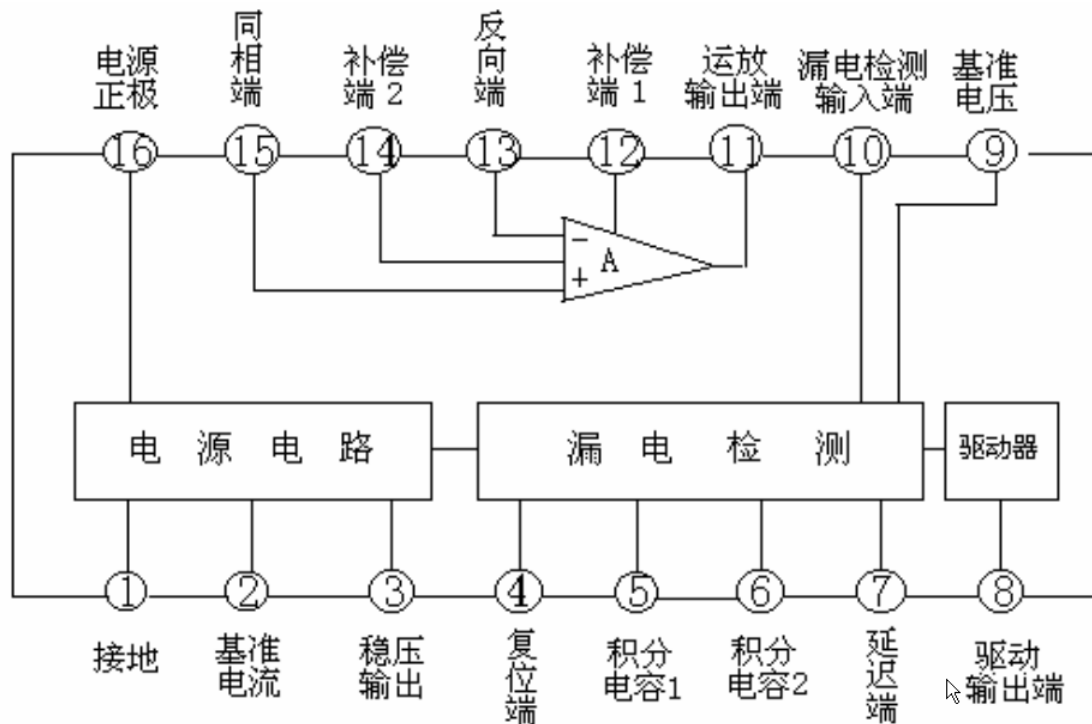 电源
正极
同
相
端
补偿
端 2
反
向
端
补偿
端 1
运放
输出端
漏电检测
输入端
基准
电压
16
15
14
13
12
11
10
9
−
A
+
电 源 电 路
漏 电 检 测
驱动器
1
2
3
4
5
6
7
8
接地
基准
电流
稳压
输出
复
位
端
积分
电容1
积分
电容2
延
迟
端
驱动
输出端